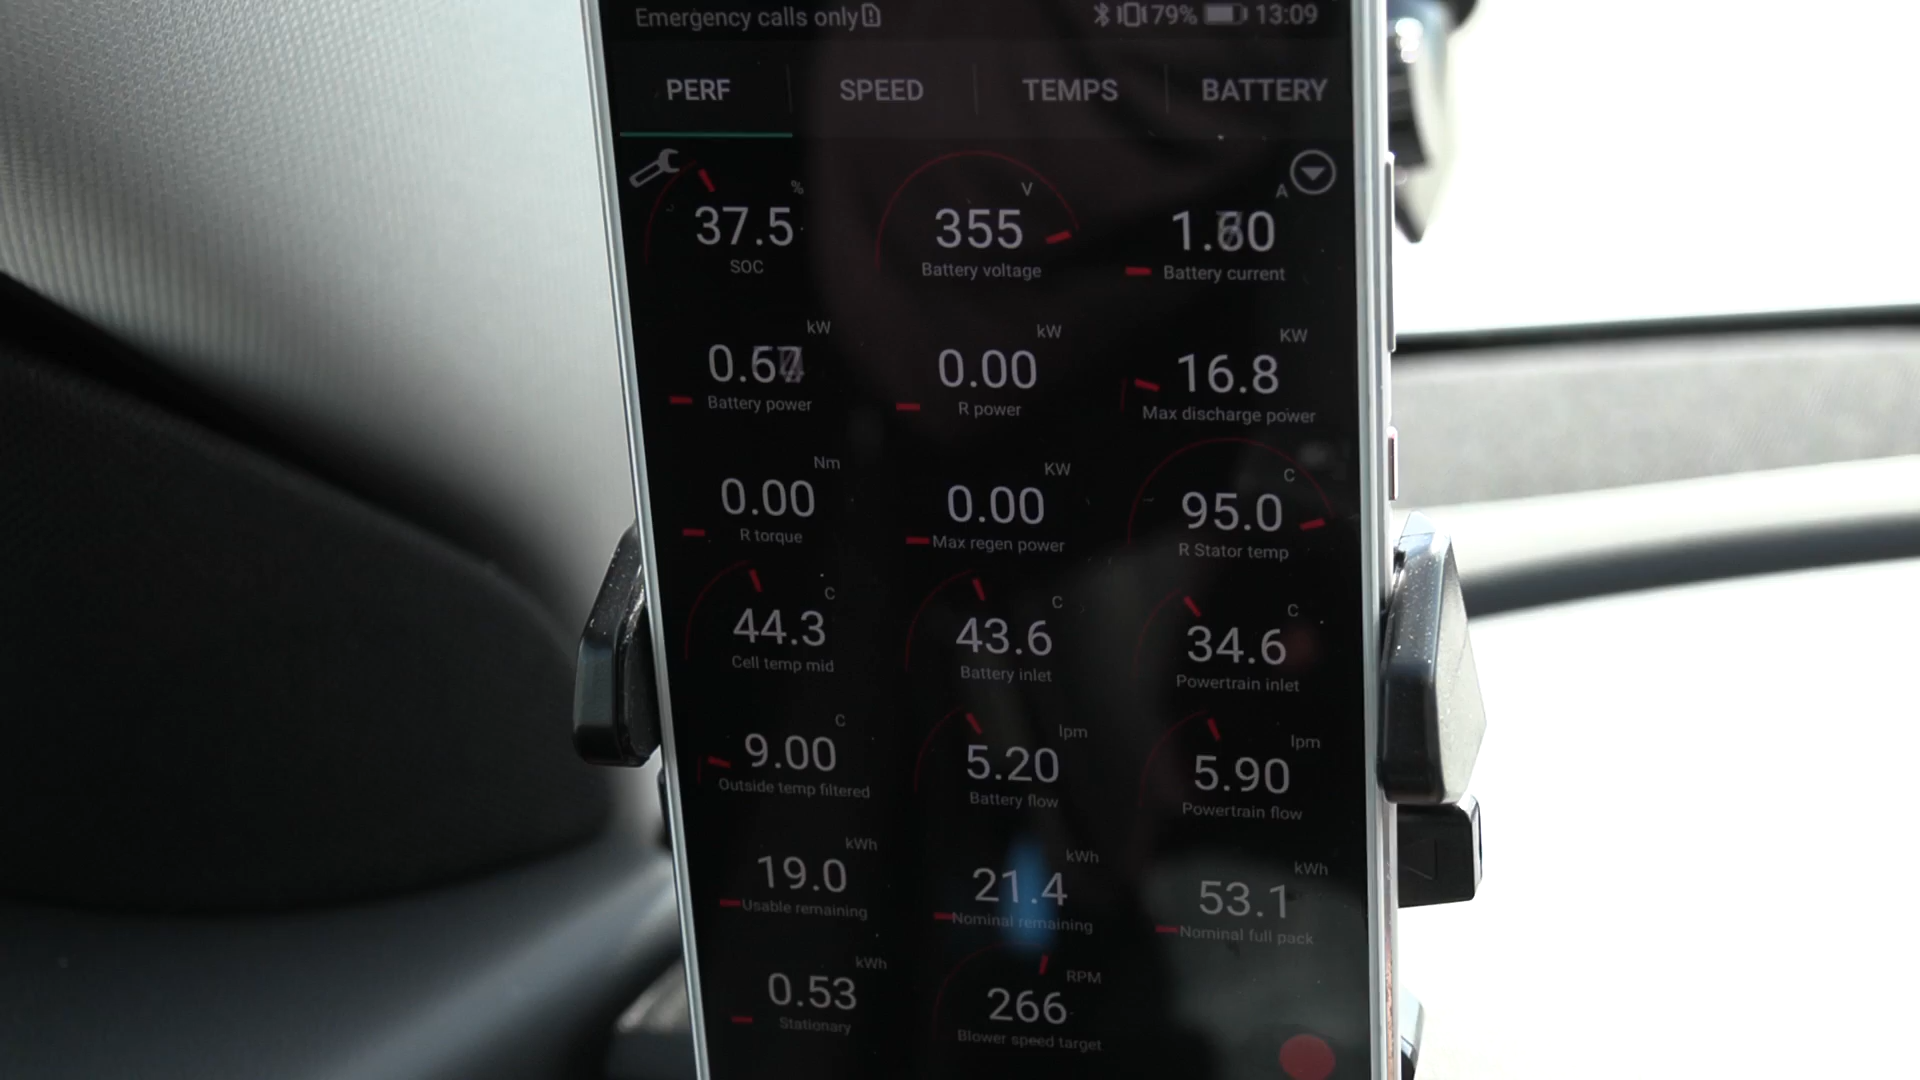 Emergency calls only 79% 13:09
PERF SPEED TEMPS BATTERY
% V A
37.5 355
SOC Battery voltage Battery current
kW kW KW
0.00 16.8
Battery power R power Max discharge power
Nm KW C
0.00 0.00 95.0
R torque Max regen power R Stator temp
C C C
44.3 43.6 34.6
Cell temp mid Battery inlet Powertrain inlet
C lpm lpm
9.00 5.20 5.90
Outside temp filtered Battery flow Powertrain flow
kWh kWh kWh
19.0 21.4 53.1
Usable remaining Nominal remaining Nominal full pack
kWh RPM
0.53 266
Stationary Blower speed target